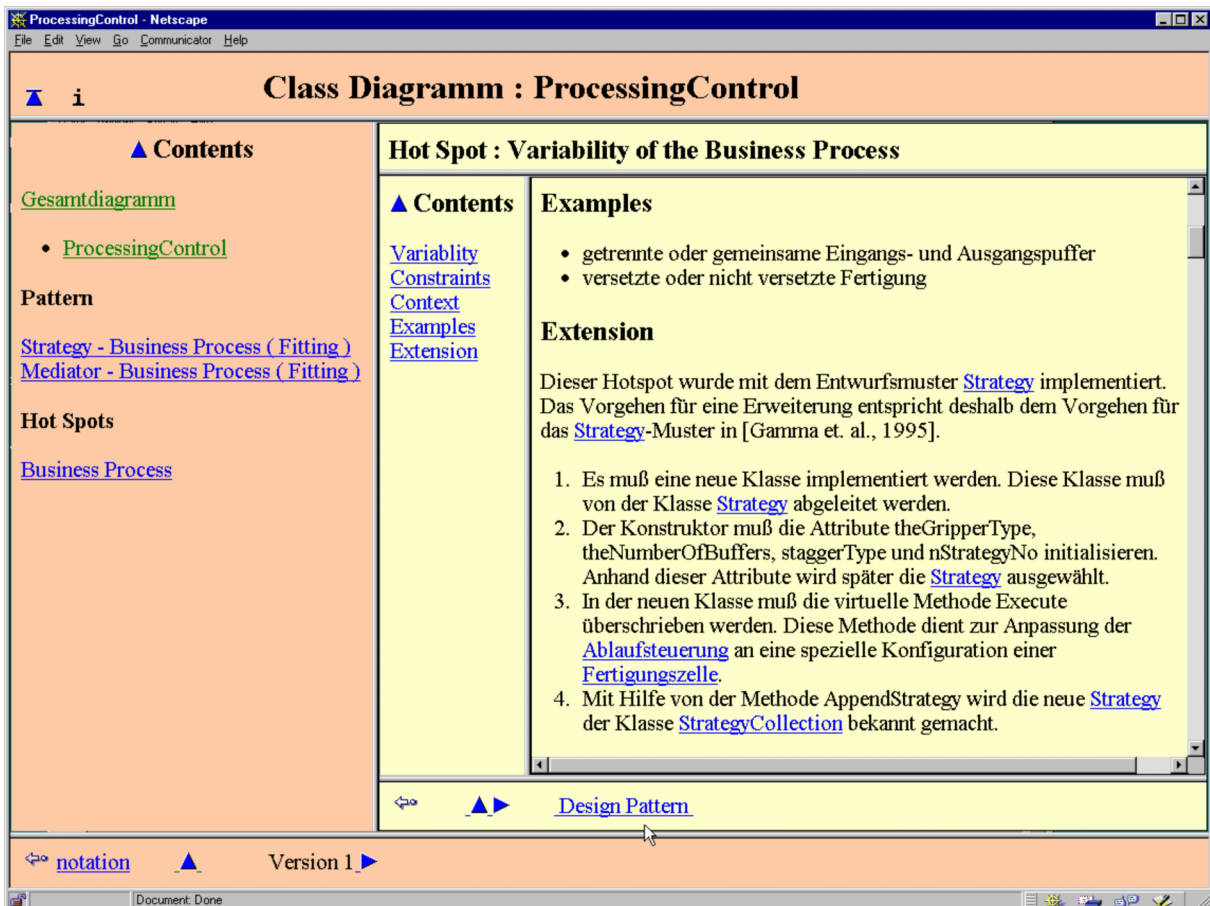 ProcessingControl - Netscape
File Edit View Go Communicator Help
i
Class Diagramm : ProcessingControl
Contents
Gesamtdiagramm
• ProcessingControl
Pattern
Strategy - Business Process ( Fitting )
Mediator - Business Process ( Fitting )
Hot Spots
Business Process
Hot Spot : Variability of the Business Process
Contents
Variablity
Constraints
Context
Examples
Extension
Examples
• getrennte oder gemeinsame Eingangs- und Ausgangspuffer
• versetzte oder nicht versetzte Fertigung
Extension
Dieser Hotspot wurde mit dem Entwurfsmuster Strategy implementiert.
Das Vorgehen für eine Erweiterung entspricht deshalb dem Vorgehen für
das Strategy-Muster in [Gamma et. al., 1995].
1. Es muß eine neue Klasse implementiert werden. Diese Klasse muß
von der Klasse Strategy abgeleitet werden.
2. Der Konstruktor muß die Attribute theGripperType,
theNumberOfBuffers, staggerType und nStrategyNo initialisieren.
Anhand dieser Attribute wird später die Strategy ausgewählt.
3. In der neuen Klasse muß die virtuelle Methode Execute
überschrieben werden. Diese Methode dient zur Anpassung der
Ablaufsteuerung an eine spezielle Konfiguration einer
Fertigungszelle.
4. Mit Hilfe von der Methode AppendStrategy wird die neue Strategy
der Klasse StrategyCollection bekannt gemacht.
Design Pattern
notation
Version 1
Document: Done